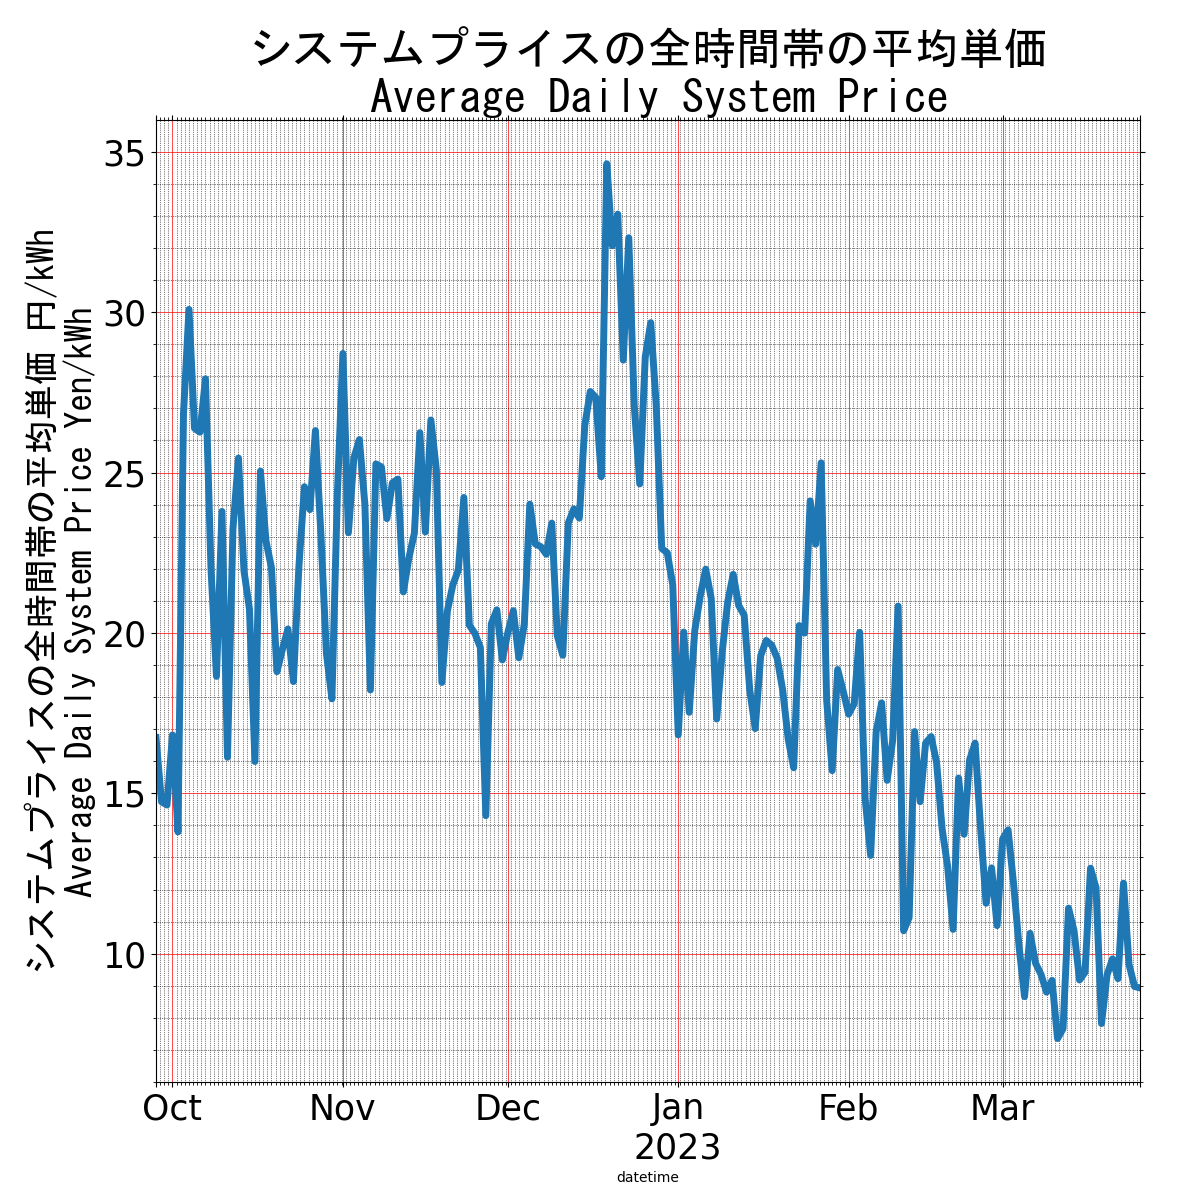 システムプライスの全時間帯の平均単価
Average Daily System Price
システムプライスの全時間帯の平均単価 円/kWh
Average Daily System Price Yen/kWh
35
30
25
20
15
10
Oct
Nov
Dec
Jan
2023
Feb
Mar
datetime